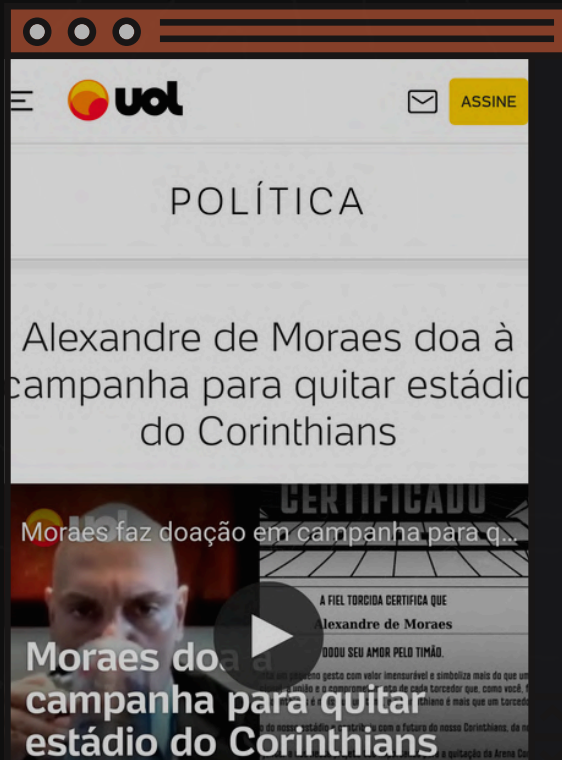 uol
ASSINE
POLÍTICA
Alexandre de Moraes doa à
campanha para quitar estádio
do Corinthians
CERTIFICADO
Moraes faz doação em campanha para q...
A FIEL TORCIDA CERTIFICA QUE
Alexandre de Moraes
DOOU SEU AMOR PELO TIMÃO.
Moraes doa a
campanha para quitar
estádio do Corinthians